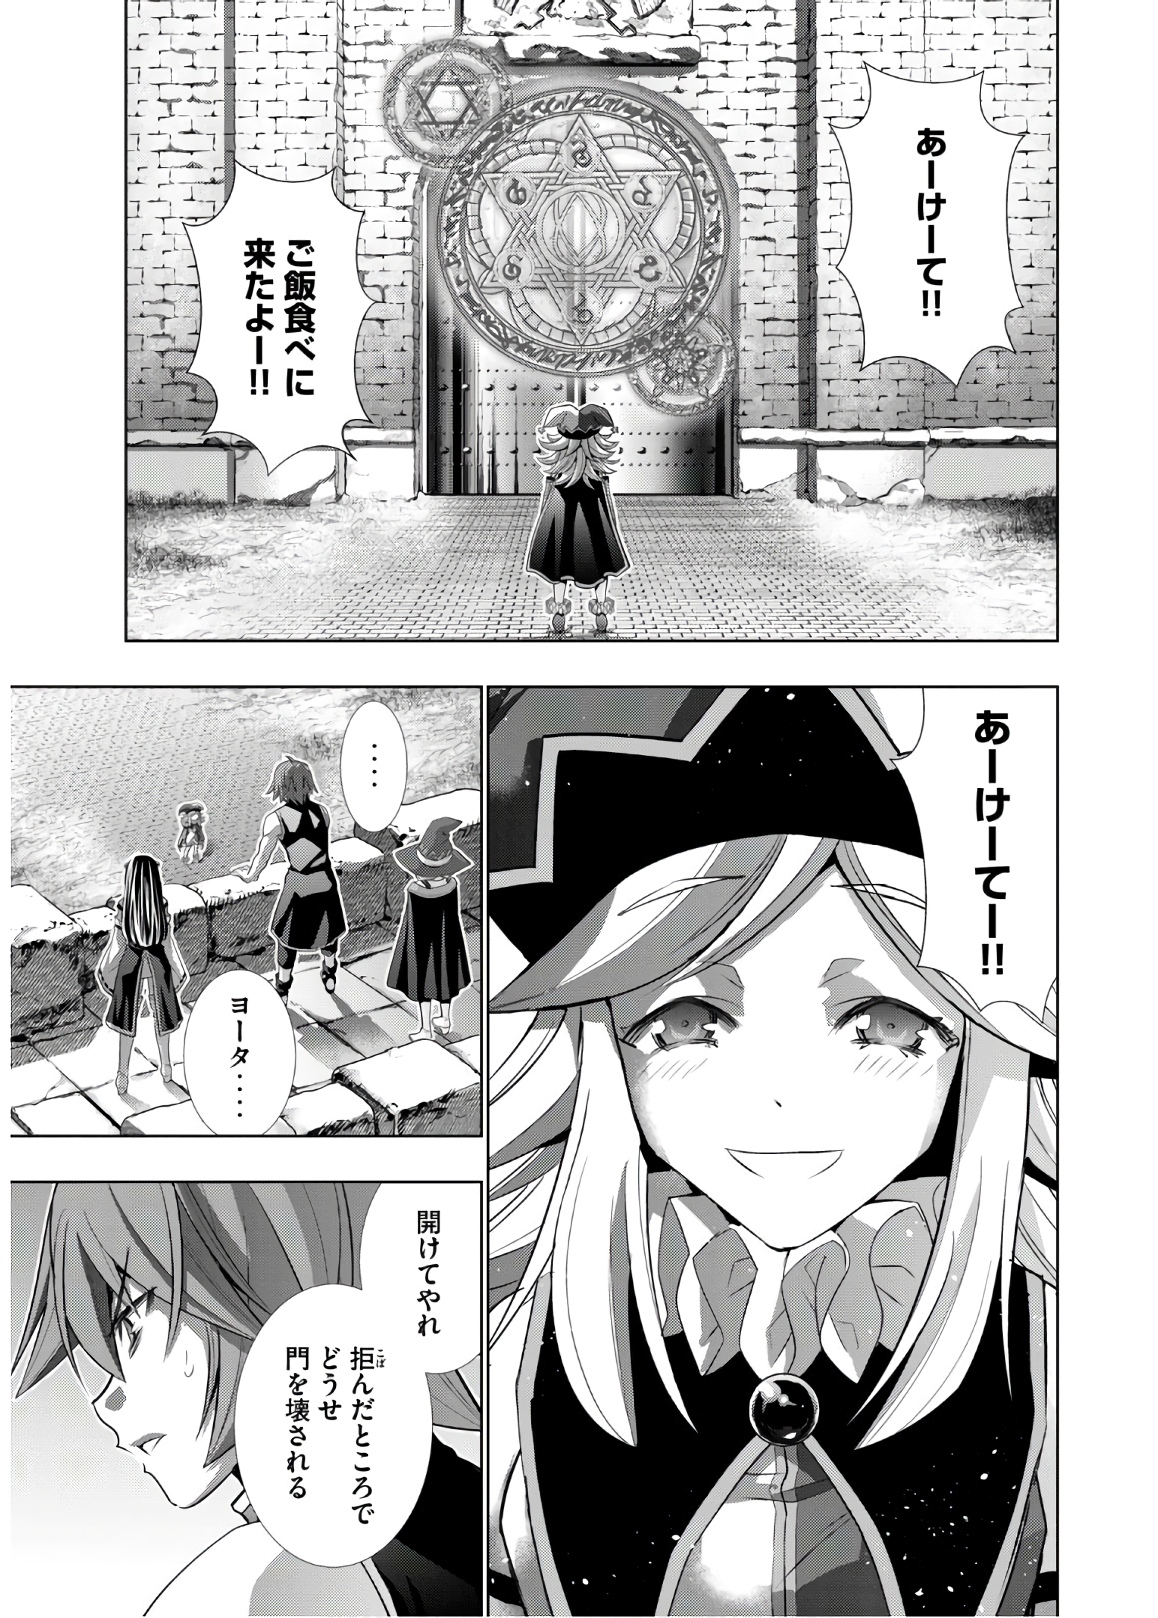 あーけーて!!
ご飯食べに
来たよー!!
あーけーてー!!
‥‥
ヨータ‥‥
開けてやれ
拒んだところで
こば
どうせ
門を壊される